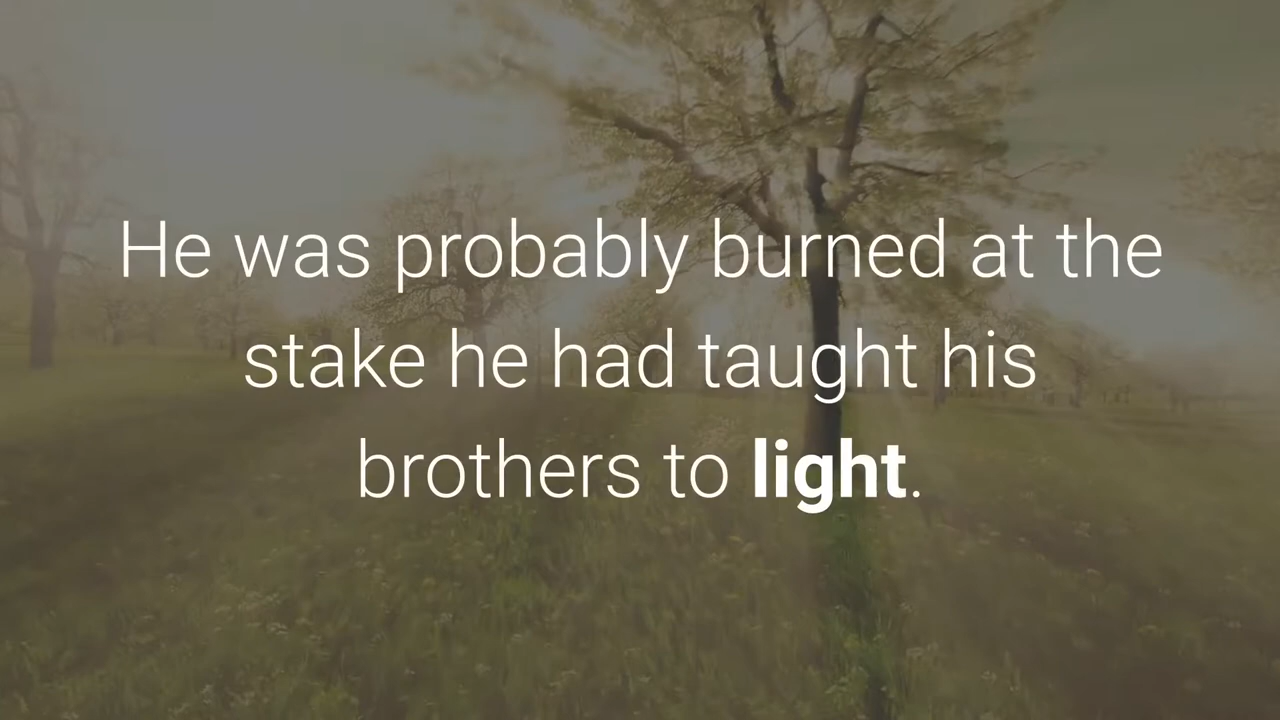 He was probably burned at the
stake he had taught his
brothers to light.